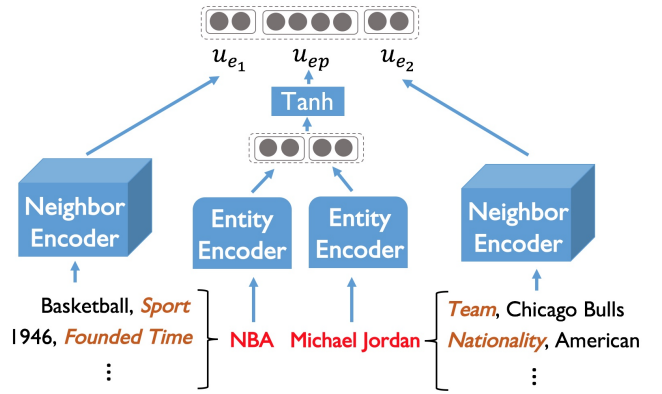 u_{e_1} u_{ep} u_{e_2}
Tanh
Neighbor
Encoder
Entity
Encoder
Entity
Encoder
Neighbor
Encoder
Basketball, Sport
1946, Founded Time
⋮
NBA
Michael Jordan
Team, Chicago Bulls
Nationality, American
⋮